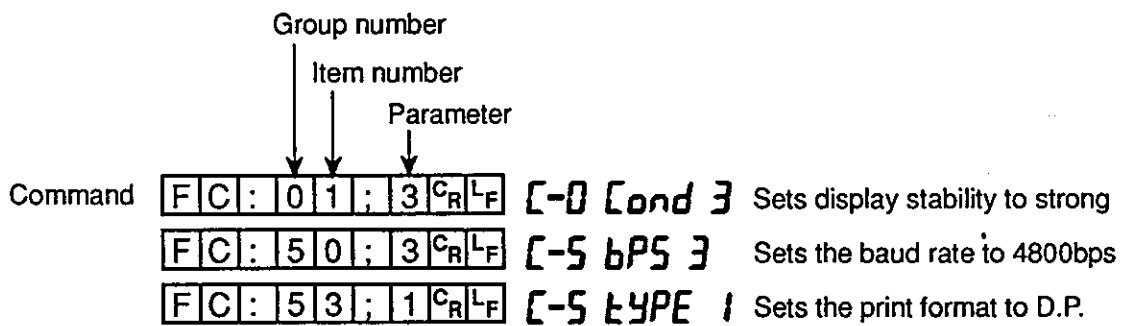 Group number
Item number
Parameter
Command FC:01;3CRLF C-0 Cond 3 Sets display stability to strong
FC:50;3CRLF C-5 bPS 3 Sets the baud rate to 4800bps
FC:53;1CRLF C-5 tYPE 1 Sets the print format to D.P.